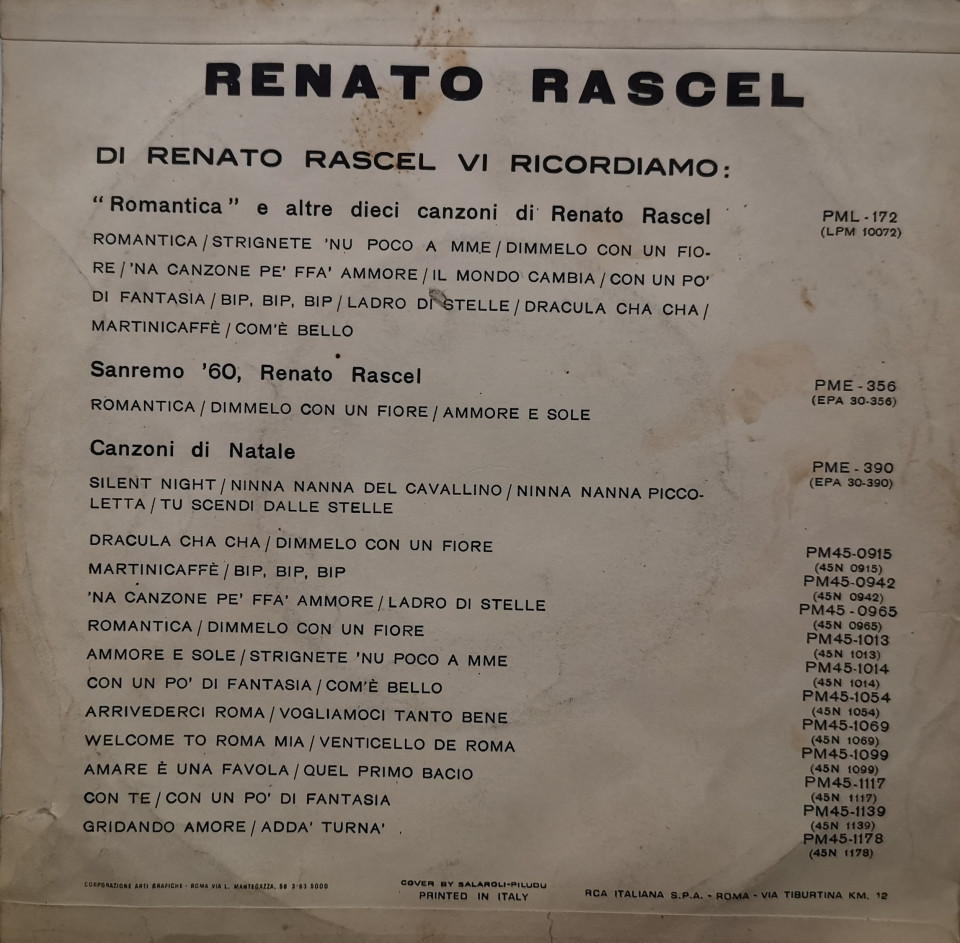 RENATO RASCEL
DI RENATO RASCEL VI RICORDIAMO:
“Romantica” e altre dieci canzoni di Renato Rascel
PML - 172
(LPM 10072)
ROMANTICA / STRIGNETE 'NU POCO A MME / DIMMELO CON UN FIO-
RE / 'NA CANZONE PE' FFA' AMMORE / IL MONDO CAMBIA / CON UN PO'
DI FANTASIA / BIP, BIP, BIP / LADRO DI STELLE / DRACULA CHA CHA /
MARTINICAFFÈ / COM'È BELLO
Sanremo '60, Renato Rascel
PME - 356
(EPA 30-356)
ROMANTICA / DIMMELO CON UN FIORE / AMMORE E SOLE
Canzoni di Natale
PME - 390
(EPA 30-390)
SILENT NIGHT / NINNA NANNA DEL CAVALLINO / NINNA NANNA PICCO-
LETTA / TU SCENDI DALLE STELLE
DRACULA CHA CHA / DIMMELO CON UN FIORE
PM45-0915
(45N 0915)
MARTINICAFFÈ / BIP, BIP, BIP
PM45-0942
(45N 0942)
'NA CANZONE PE' FFA' AMMORE / LADRO DI STELLE
PM45-0965
(45N 0965)
ROMANTICA / DIMMELO CON UN FIORE
PM45-1013
(45N 1013)
AMMORE E SOLE / STRIGNETE 'NU POCO A MME
PM45-1014
(45N 1014)
CON UN PO' DI FANTASIA / COM'È BELLO
PM45-1054
(45N 1054)
ARRIVEDERCI ROMA / VOGLIAMOCI TANTO BENE
PM45-1069
(45N 1069)
WELCOME TO ROMA MIA / VENTICELLO DE ROMA
PM45-1099
(45N 1099)
AMARE È UNA FAVOLA / QUEL PRIMO BACIO
PM45-1117
(45N 1117)
CON TE / CON UN PO' DI FANTASIA
PM45-1139
(45N 1139)
GRIDANDO AMORE / ADDA' TURNA'
PM45-1178
(45N 1178)
CORPORAZIONE ARTI GRAFICHE - ROMA VIA L. MANTEGAZZA, 58 3-63 5000
COVER BY SALAROLI-PILUDU
PRINTED IN ITALY
RCA ITALIANA S.P.A. - ROMA - VIA TIBURTINA KM. 12